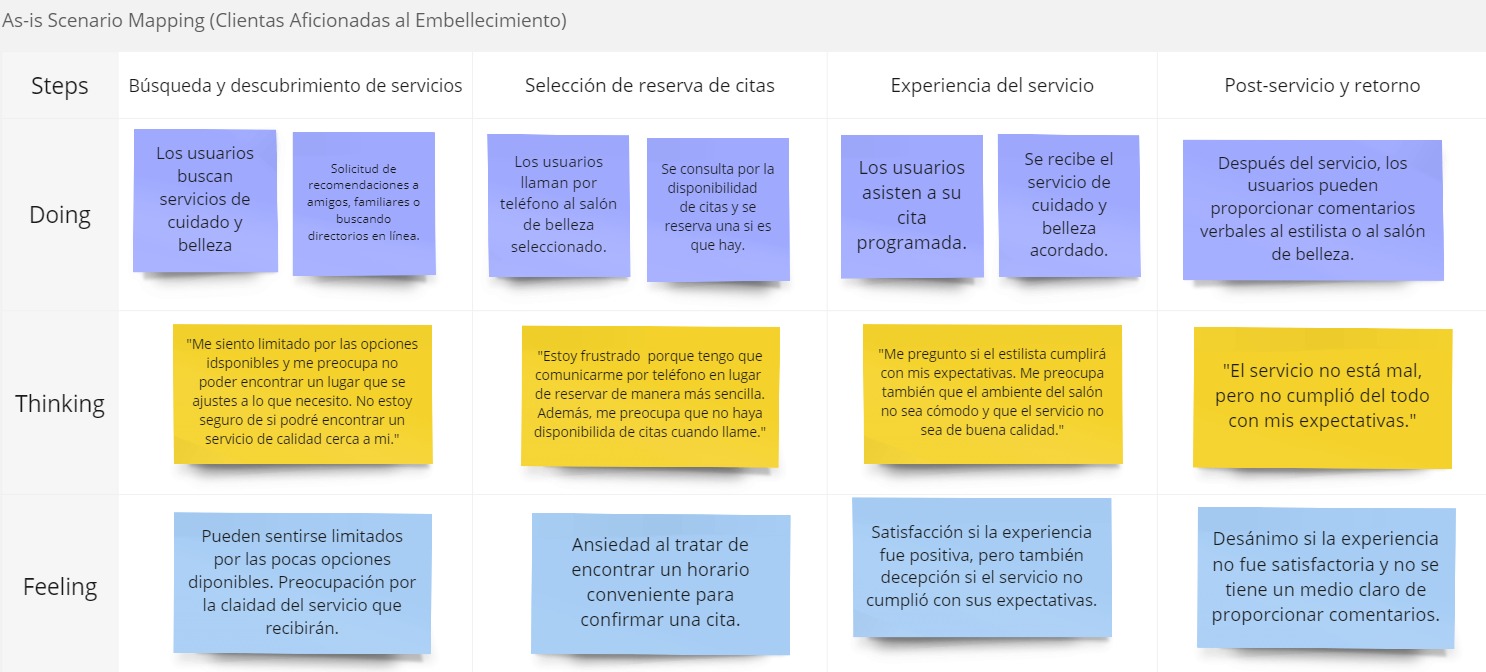 As-is Scenario Mapping (Clientas Aficionadas al Embellecimiento)
Steps
Búsqueda y descubrimiento de servicios
Selección de reserva de citas
Experiencia del servicio
Post-servicio y retorno
Doing
Los usuarios
buscan
servicios de
cuidado y
belleza
Solicitud de
recomendaciones a
amigos, familiares o
buscando
directorios en línea.
Los usuarios
llaman por
teléfono al salón
de belleza
seleccionado.
Se consulta por la
disponibilidad
de citas y se
reserva una si es
que hay.
Los usuarios
asisten a su
cita
programada.
Se recibe el
servicio de
cuidado y
belleza
acordado.
Después del servicio, los
usuarios pueden
proporcionar comentarios
verbales al estilista o al salón
de belleza.
Thinking
"Me siento limitado por las opciones
idsponibles y me preocupa no
poder encontrar un lugar que se
ajustes a lo que necesito. No estoy
seguro de si podré encontrar un
servicio de calidad cerca a mi."
"Estoy frustrado  porque tengo que
comunicarme por teléfono en lugar
de reservar de manera más sencilla.
Además, me preocupa que no haya
disponibilida de citas cuando llame."
"Me pregunto si el estilista cumplirá
con mis expectativas. Me preocupa
también que el ambiente del salón
no sea cómodo y que el servicio no
sea de buena calidad."
"El servicio no está mal,
pero no cumplió del todo
con mis expectativas."
Feeling
Pueden sentirse limitados
por las pocas opciones
diponibles. Preocupación por
la claidad del servicio que
recibirán.
Ansiedad al tratar de
encontrar un horario
conveniente para
confirmar una cita.
Satisfacción si la experiencia
fue positiva, pero también
decepción si el servicio no
cumplió con sus expectativas.
Desánimo si la experiencia
no fue satisfactoria y no se
tiene un medio claro de
proporcionar comentarios.